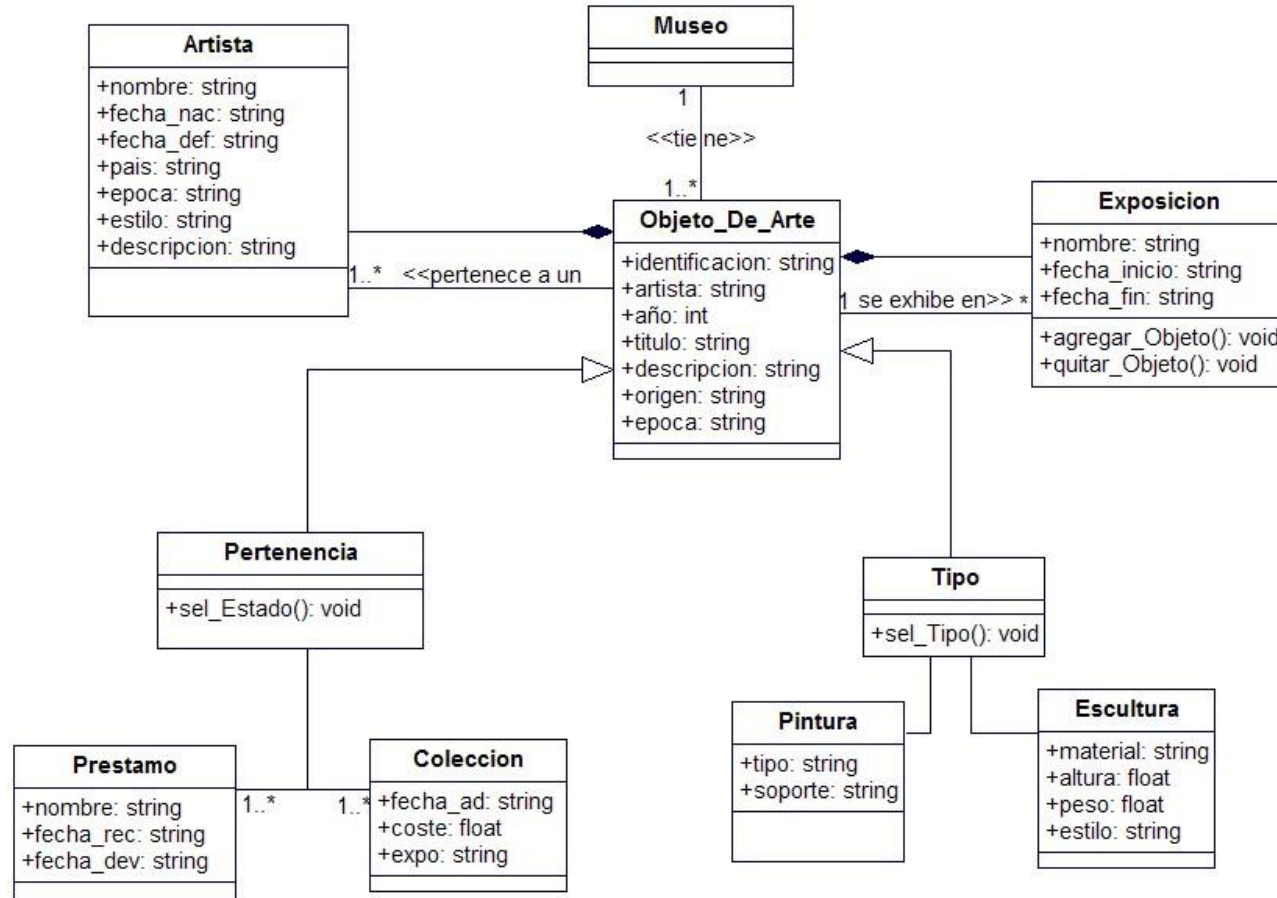 Artista
+nombre: string
+fecha_nac: string
+fecha_def: string
+pais: string
+epoca: string
+estilo: string
+descripcion: string
Museo
1
<<tiene>>
1..*
Objeto_De_Arte
+identificacion: string
+artista: string
+año: int
+titulo: string
+descripcion: string
+origen: string
+epoca: string
1..* <<pertenece a un
Exposicion
+nombre: string
+fecha_inicio: string
+fecha_fin: string
+agregar_Objeto(): void
+quitar_Objeto(): void
1 se exhibe en>> *
Pertenencia
+sel_Estado(): void
Tipo
+sel_Tipo(): void
Prestamo
+nombre: string
+fecha_rec: string
+fecha_dev: string
1..*
1..*
Coleccion
+fecha_ad: string
+coste: float
+expo: string
Pintura
+tipo: string
+soporte: string
Escultura
+material: string
+altura: float
+peso: float
+estilo: string